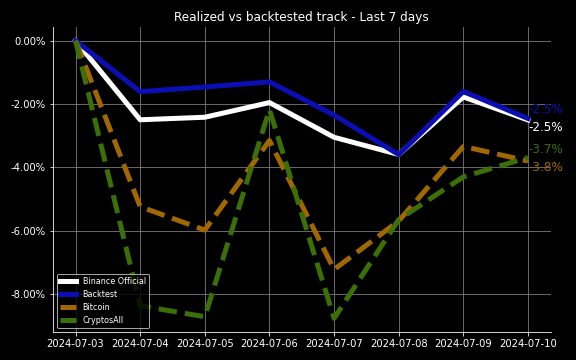 Realized vs backtested track - Last 7 days
0.00%
-2.00%
-4.00%
-6.00%
-8.00%
-2.5%
-2.5%
-3.7%
-3.8%
Binance Official
Backtest
Bitcoin
CryptosAll
2024-07-03 2024-07-04 2024-07-05 2024-07-06 2024-07-07 2024-07-08 2024-07-09 2024-07-10